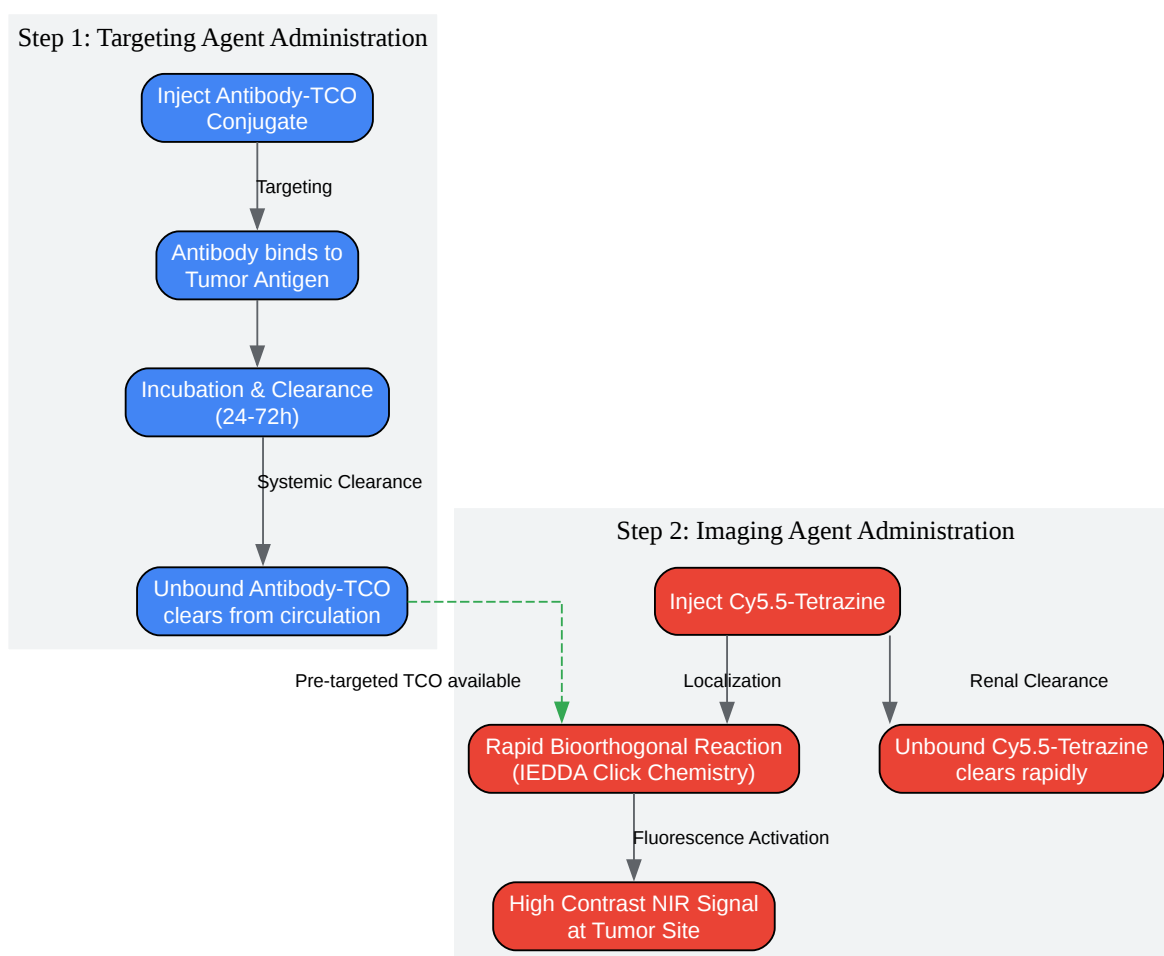 Step 1: Targeting Agent Administration
Inject Antibody-TCO
Conjugate
Targeting
Antibody binds to
Tumor Antigen
Incubation & Clearance
(24-72h)
Systemic Clearance
Unbound Antibody-TCO
clears from circulation
Pre-targeted TCO available
Step 2: Imaging Agent Administration
Inject Cy5.5-Tetrazine
Localization
Renal Clearance
Rapid Bioorthogonal Reaction
(IEDDA Click Chemistry)
Unbound Cy5.5-Tetrazine
clears rapidly
Fluorescence Activation
High Contrast NIR Signal
at Tumor Site